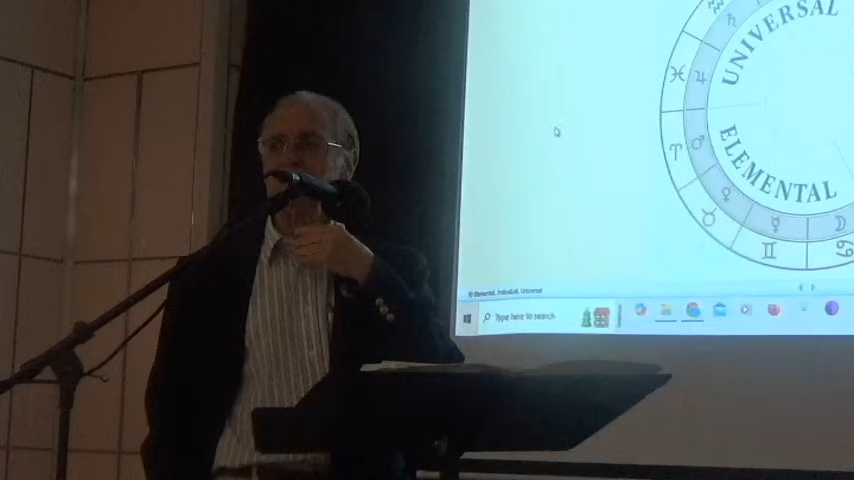 UNIVERSAL
ELEMENTAL
Elemental, Individual, Universal
Type here to search